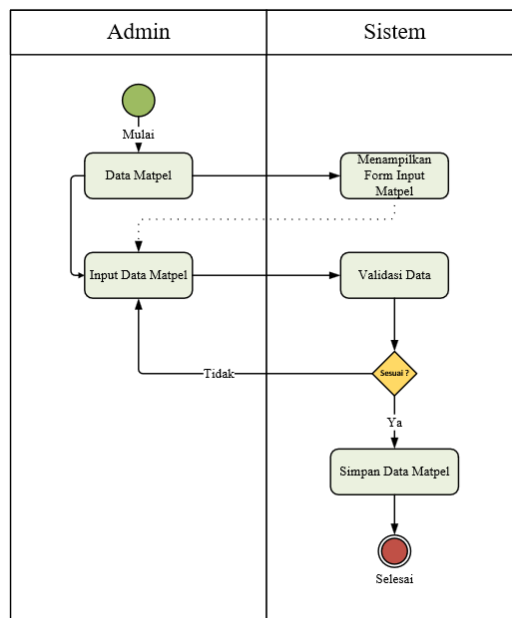 Admin
Sistem
Mulai
Data Matpel
Menampilkan
Form Input
Matpel
Input Data Matpel
Validasi Data
Sesuai ?
Tidak
Ya
Simpan Data Matpel
Selesai